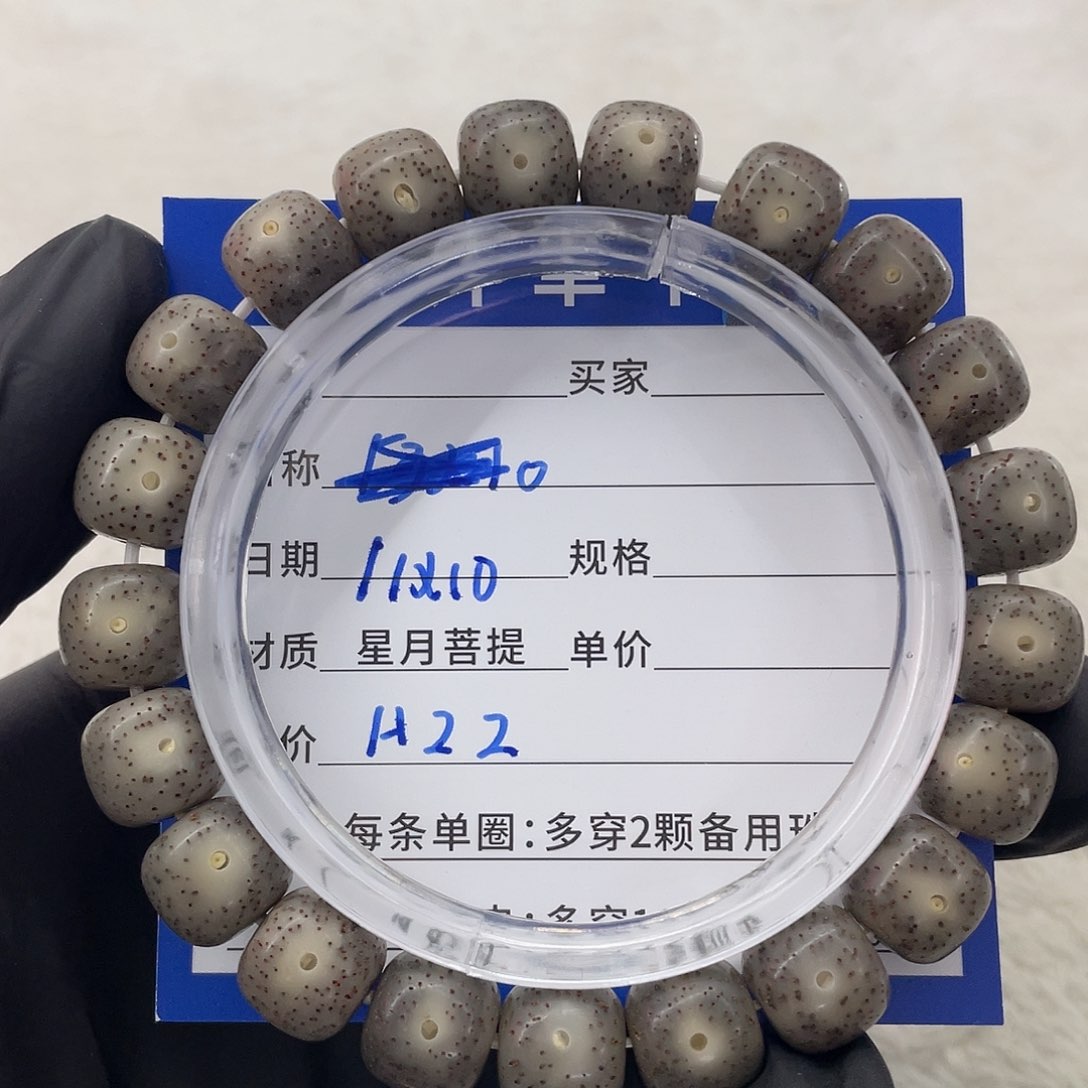 买家
称 0
日期 11x10 规格
材质 星月菩提 单价
价 H22
每条单圈:多穿2颗备用珠